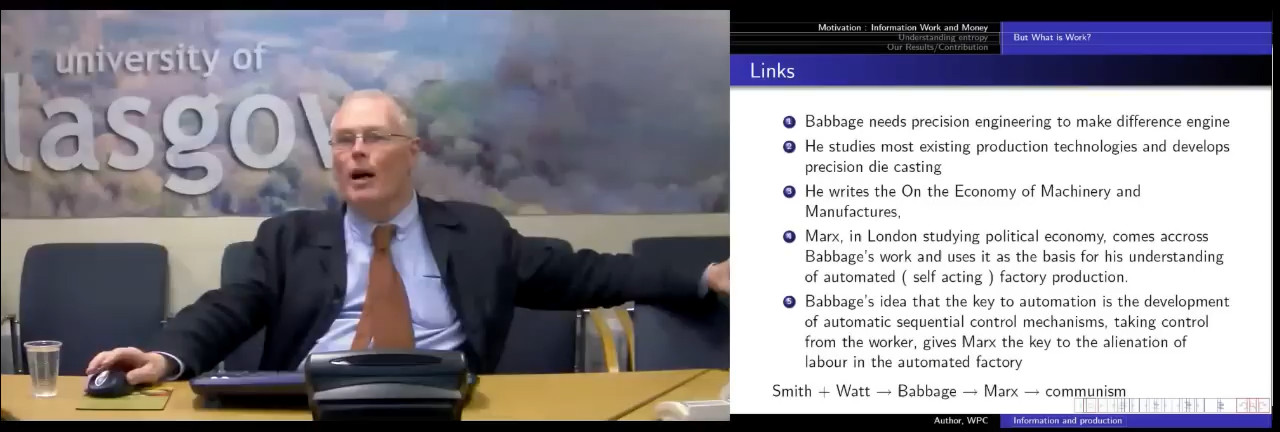 university of
lasgow
Motivation : Information Work and Money
Understanding entropy
Our Results/Contribution
But What is Work?
Links
1 Babbage needs precision engineering to make difference engine
2 He studies most existing production technologies and develops
precision die casting
3 He writes the On the Economy of Machinery and
Manufactures,
4 Marx, in London studying political economy, comes accross
Babbage's work and uses it as the basis for his understanding
of automated ( self acting ) factory production.
5 Babbage's idea that the key to automation is the development
of automatic sequential control mechanisms, taking control
from the worker, gives Marx the key to the alienation of
labour in the automated factory
Smith + Watt → Babbage → Marx → communism
Author, WPC
Information and production